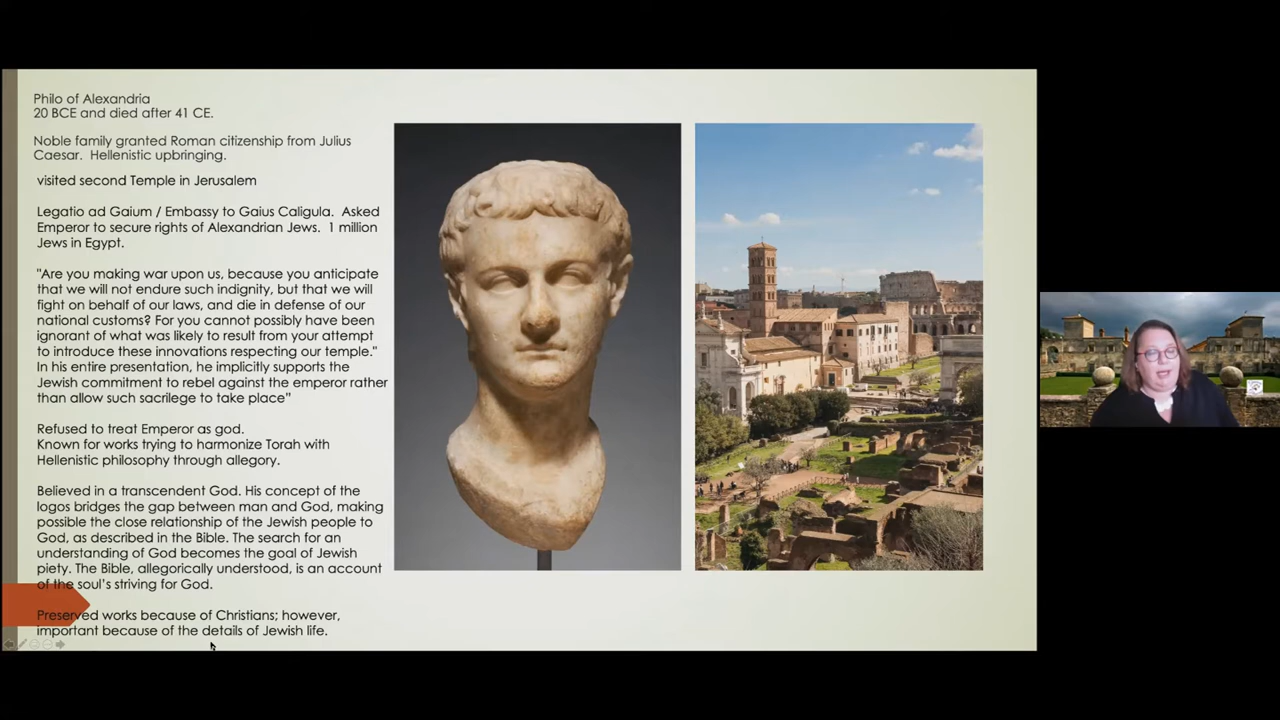 Philo of Alexandria
20 BCE and died after 41 CE.
Noble family granted Roman citizenship from Julius
Caesar.  Hellenistic upbringing.
visited second Temple in Jerusalem
Legatio ad Gaium / Embassy to Gaius Caligula.  Asked
Emperor to secure rights of Alexandrian Jews.  1 million
Jews in Egypt.
"Are you making war upon us, because you anticipate
that we will not endure such indignity, but that we will
fight on behalf of our laws, and die in defense of our
national customs? For you cannot possibly have been
ignorant of what was likely to result from your attempt
to introduce these innovations respecting our temple."
In his entire presentation, he implicitly supports the
Jewish commitment to rebel against the emperor rather
than allow such sacrilege to take place"
Refused to treat Emperor as god.
Known for works trying to harmonize Torah with
Hellenistic philosophy through allegory.
Believed in a transcendent God. His concept of the
logos bridges the gap between man and God, making
possible the close relationship of the Jewish people to
God, as described in the Bible. The search for an
understanding of God becomes the goal of Jewish
piety. The Bible, allegorically understood, is an account
of the soul's striving for God.
Preserved works because of Christians; however,
important because of the details of Jewish life.